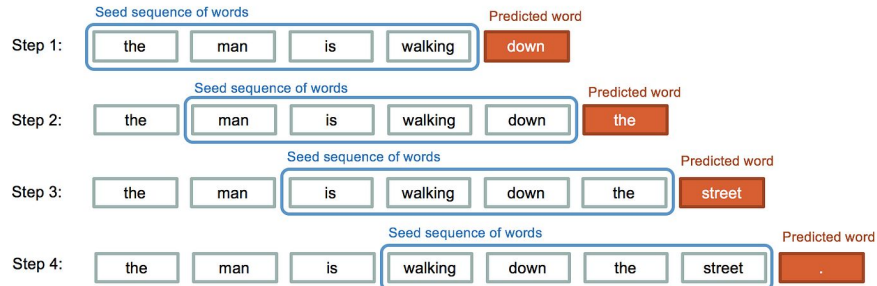 Seed sequence of words
Predicted word
Step 1: the man is walking down
Seed sequence of words
Predicted word
Step 2: the man is walking down the
Seed sequence of words
Predicted word
Step 3: the man is walking down the street
Seed sequence of words
Predicted word
Step 4: the man is walking down the street .